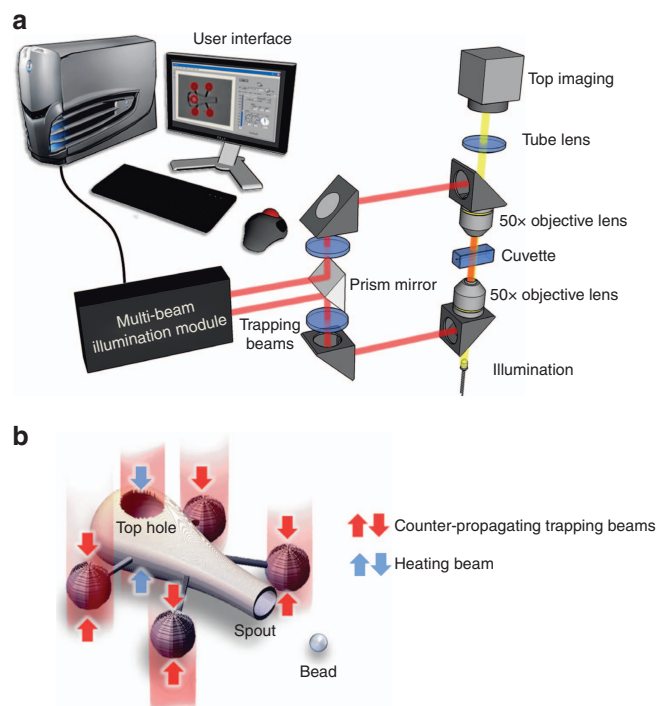 a
User interface
Top imaging
Tube lens
50× objective lens
Cuvette
50× objective lens
Prism mirror
Multi-beam
illumination module
Trapping
beams
Illumination
b
Top hole
Counter-propagating trapping beams
Heating beam
Spout
Bead